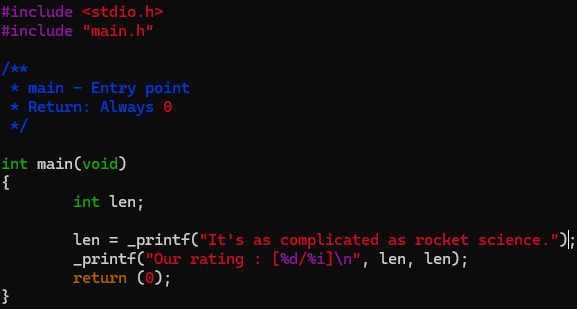 #include <stdio.h>
#include "main.h"

/**
 * main - Entry point
 * Return: Always 0
 */

int main(void)
{
        int len;

        len = _printf("It's as complicated as rocket science.");
        _printf("Our rating : [%d/%i]\n", len, len);
        return (0);
}